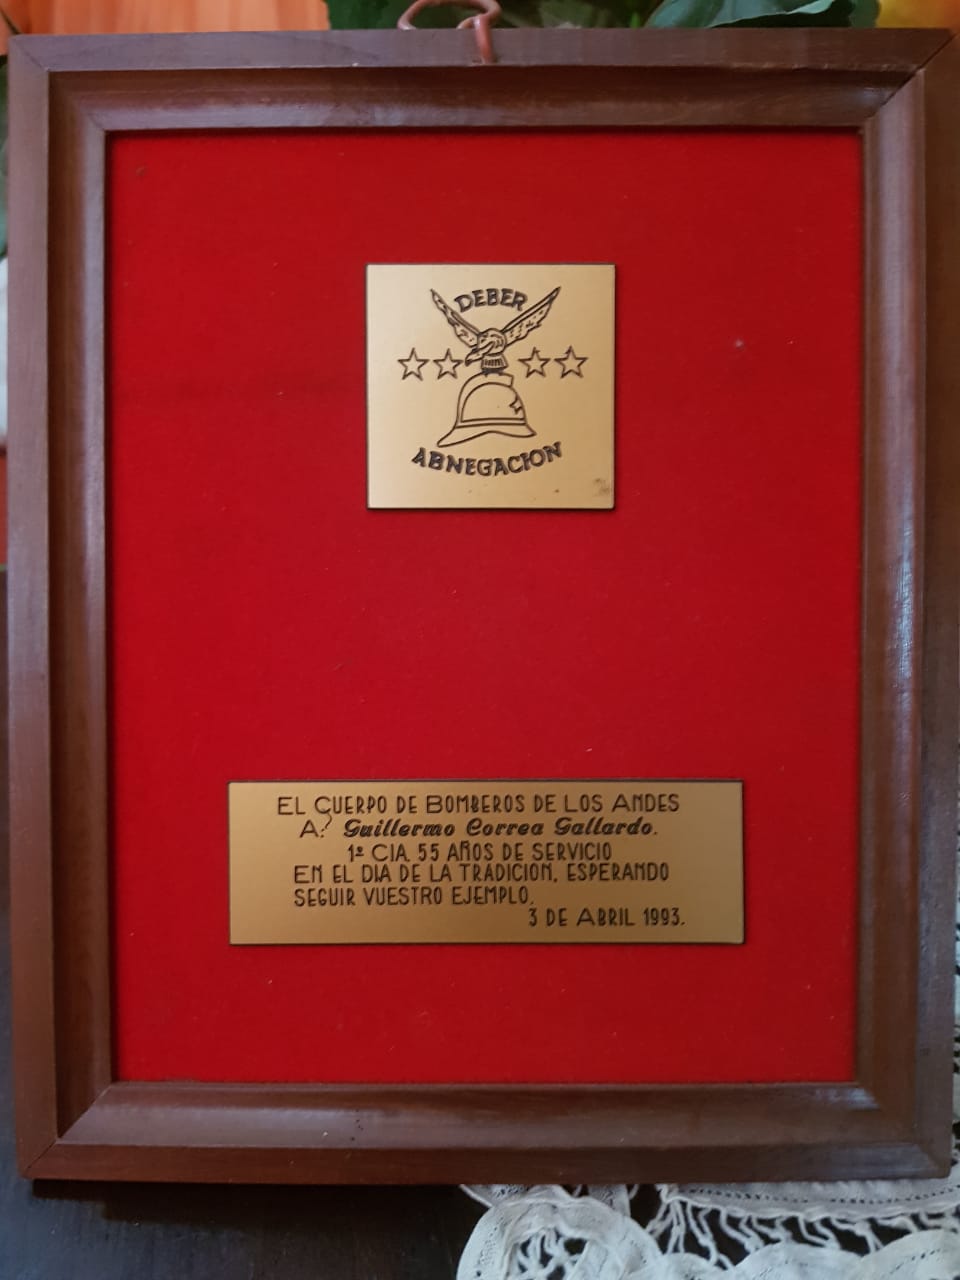 DEBER
ABNEGACION
EL CUERPO DE BOMBEROS DE LOS ANDES
A? Guillermo Correa Gallardo.
1ª CIA. 55 AÑOS DE SERVICIO
EN EL DIA DE LA TRADICION, ESPERANDO
SEGUIR VUESTRO EJEMPLO.
3 DE ABRIL 1993.